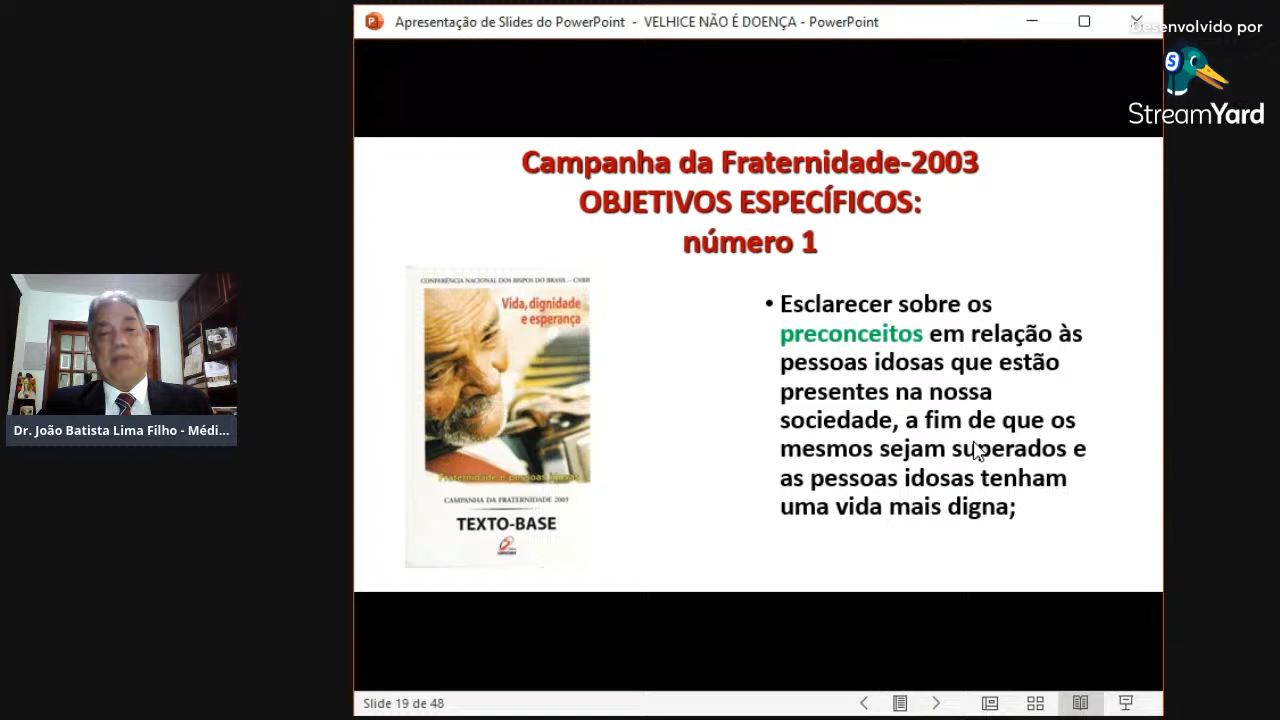 Apresentação de Slides do PowerPoint - VELHICE NÃO É DOENÇA - PowerPoint
Desenvolvido por
S
StreamYard
Campanha da Fraternidade-2003
OBJETIVOS ESPECÍFICOS:
número 1
CONFERÊNCIA NACIONAL DOS BISPOS DO BRASIL - CNBB
Vida, dignidade
e esperança
Fraternidade e pessoas idosas
CAMPANHA DA FRATERNIDADE 2003
TEXTO-BASE
• Esclarecer sobre os
preconceitos em relação às
pessoas idosas que estão
presentes na nossa
sociedade, a fim de que os
mesmos sejam superados e
as pessoas idosas tenham
uma vida mais digna;
Dr. João Batista Lima Filho - Médi...
Slide 19 de 48